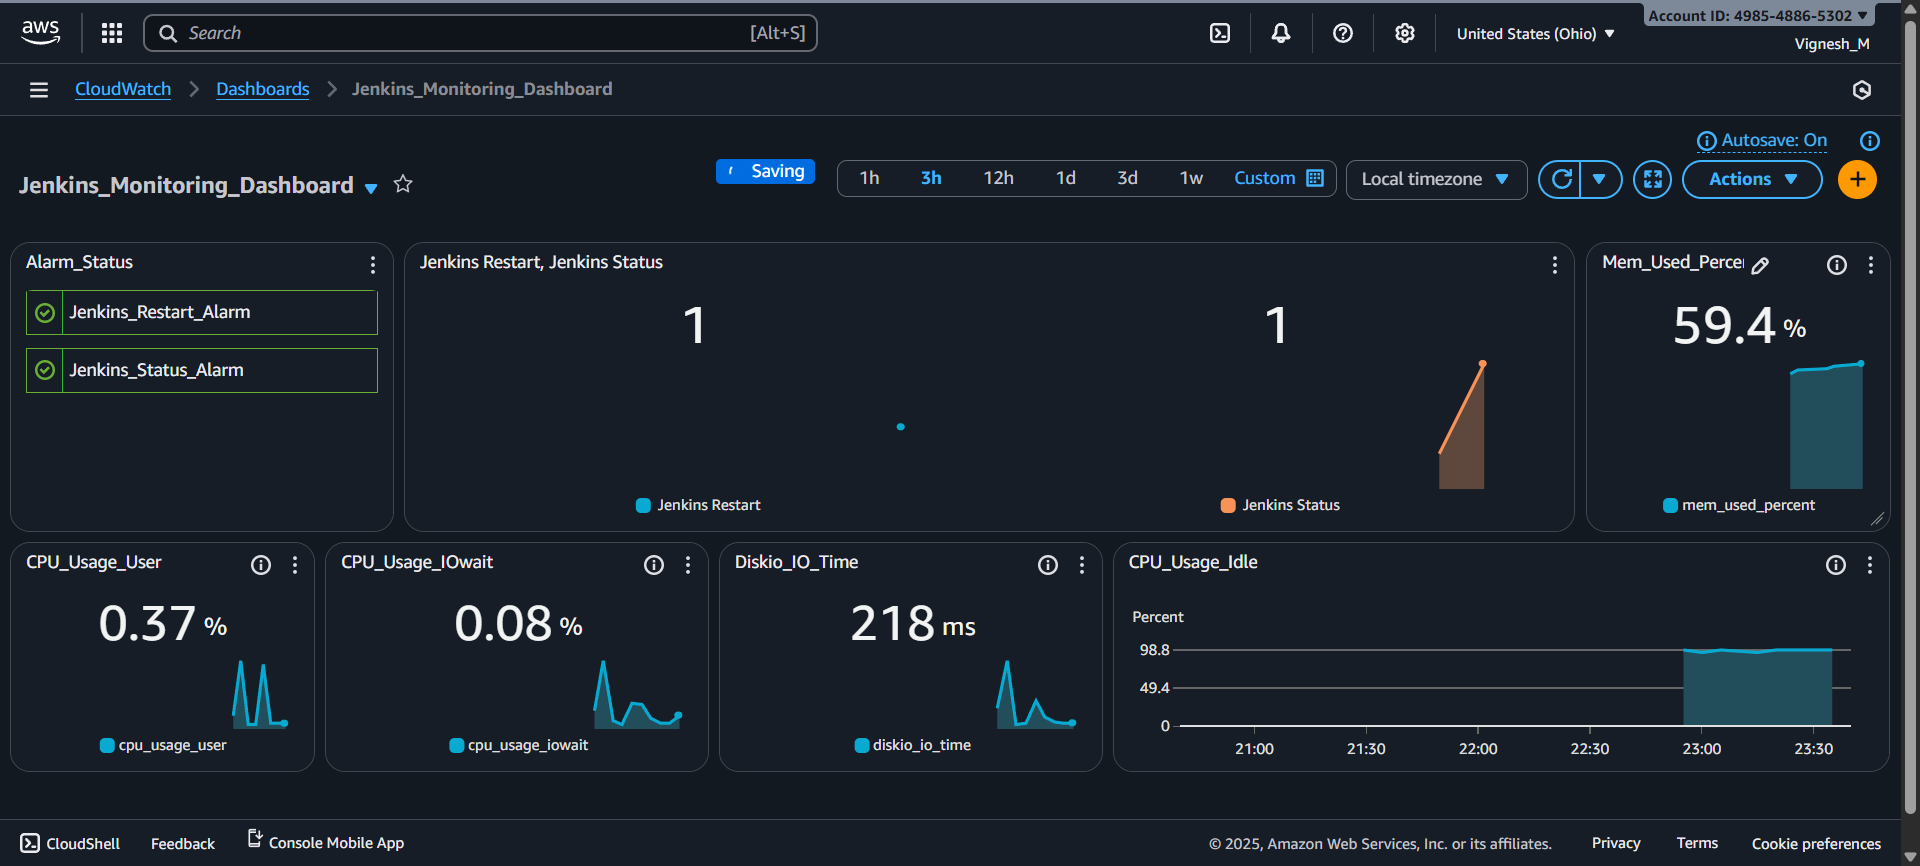 aws
Search
[Alt+S]
United States (Ohio)
Account ID: 4985-4886-5302
Vignesh_M
CloudWatch
Dashboards
Jenkins_Monitoring_Dashboard
Autosave: On
Jenkins_Monitoring_Dashboard
Saving
1h
3h
12h
1d
3d
1w
Custom
Local timezone
Actions
Alarm_Status
Jenkins_Restart_Alarm
Jenkins_Status_Alarm
Jenkins Restart, Jenkins Status
1
1
Jenkins Restart
Jenkins Status
Mem_Used_Percer
59.4 %
mem_used_percent
CPU_Usage_User
0.37 %
cpu_usage_user
CPU_Usage_IOwait
0.08 %
cpu_usage_iowait
Diskio_IO_Time
218 ms
diskio_io_time
CPU_Usage_Idle
Percent
98.8
49.4
0
21:00
21:30
22:00
22:30
23:00
23:30
CloudShell
Feedback
Console Mobile App
© 2025, Amazon Web Services, Inc. or its affiliates.
Privacy
Terms
Cookie preferences